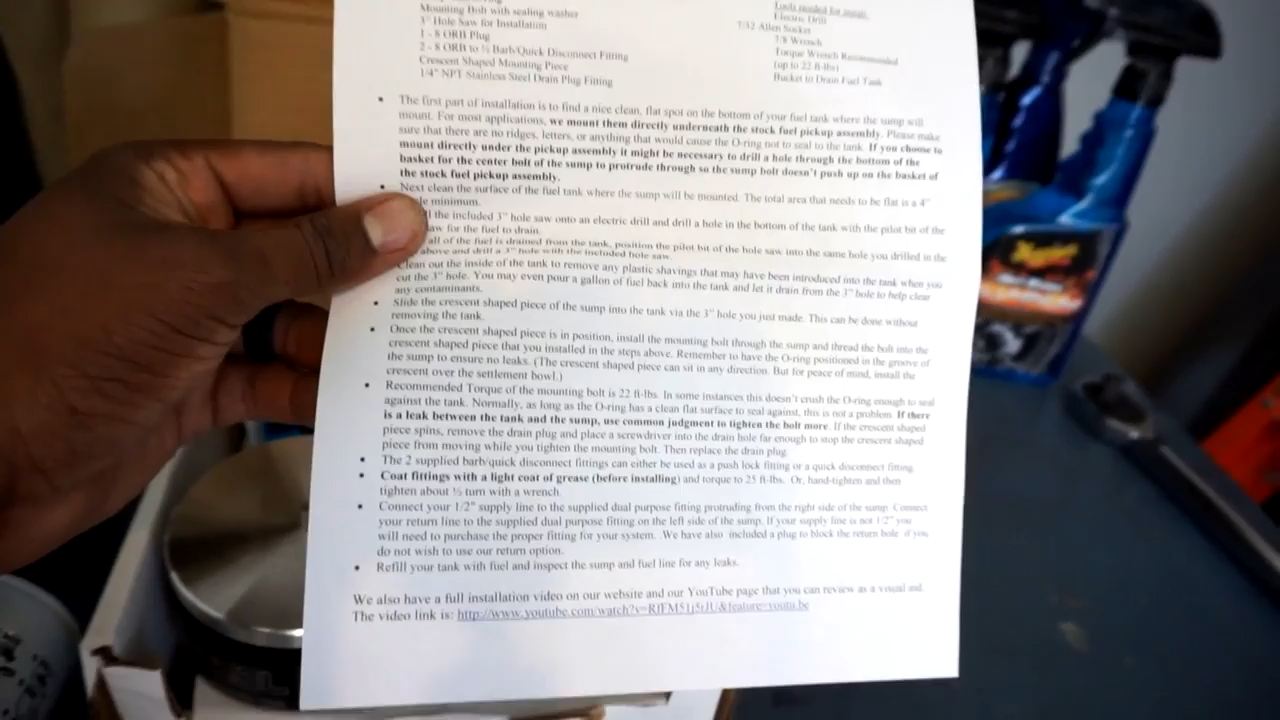 Mounting Bolt with sealing washer
3" Hole Saw for Installation
1 - 8 ORB Plug
2 - 8 ORB to ½ Barb/Quick Disconnect Fitting
Crescent Shaped Mounting Piece
1/4" NPT Stainless Steel Drain Plug Fitting
Tools needed for install:
Electric Drill
7/32 Allen Socket
7/8 Wrench
Torque Wrench Recommended
(up to 22 ft-lbs)
Bucket to Drain Fuel Tank
• The first part of installation is to find a nice clean, flat spot on the bottom of your fuel tank where the sump will
mount. For most applications, we mount them directly underneath the stock fuel pickup assembly. Please make
sure that there are no ridges, letters, or anything that would cause the O-ring not to seal to the tank. If you choose to
mount directly under the pickup assembly it might be necessary to drill a hole through the bottom of the
basket for the center bolt of the sump to protrude through so the sump bolt doesn't push up on the basket of
the stock fuel pickup assembly.
• Next clean the surface of the fuel tank where the sump will be mounted. The total area that needs to be flat is a 4"
minimum.
the included 3" hole saw onto an electric drill and drill a hole in the bottom of the tank with the pilot bit of the
saw for the fuel to drain.
all of the fuel is drained from the tank, position the pilot bit of the hole saw into the same hole you drilled in the
above and drill a 3" hole with the included hole saw.
Clean out the inside of the tank to remove any plastic shavings that may have been introduced into the tank when you
cut the 3" hole. You may even pour a gallon of fuel back into the tank and let it drain from the 3" hole to help clear
any contaminants.
• Slide the crescent shaped piece of the sump into the tank via the 3" hole you just made. This can be done without
removing the tank.
• Once the crescent shaped piece is in position, install the mounting bolt through the sump and thread the bolt into the
crescent shaped piece that you installed in the steps above. Remember to have the O-ring positioned in the groove of
the sump to ensure no leaks. (The crescent shaped piece can sit in any direction. But for peace of mind, install the
crescent over the settlement bowl.)
• Recommended Torque of the mounting bolt is 22 ft-lbs. In some instances this doesn't crush the O-ring enough to seal
against the tank. Normally, as long as the O-ring has a clean flat surface to seal against, this is not a problem. If there
is a leak between the tank and the sump, use common judgment to tighten the bolt more. If the crescent shaped
piece spins, remove the drain plug and place a screwdriver into the drain hole far enough to stop the crescent shaped
piece from moving while you tighten the mounting bolt. Then replace the drain plug.
• The 2 supplied barb/quick disconnect fittings can either be used as a push lock fitting or a quick disconnect fitting.
• Coat fittings with a light coat of grease (before installing) and torque to 25 ft-lbs. Or, hand-tighten and then
tighten about ½ turn with a wrench.
• Connect your 1/2" supply line to the supplied dual purpose fitting protruding from the right side of the sump. Connect
your return line to the supplied dual purpose fitting on the left side of the sump. If your supply line is not 1/2" you
will need to purchase the proper fitting for your system. .We have also included a plug to block the return hole if you
do not wish to use our return option.
• Refill your tank with fuel and inspect the sump and fuel line for any leaks.
We also have a full installation video on our website and our YouTube page that you can review as a visual aid.
The video link is: